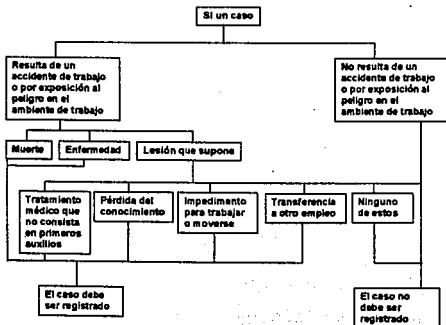 Si un caso
Resulta de un
accidente de trabajo
o por exposición al
peligro en el
ambiente de trabajo
No resulta de un
accidente de trabajo
o por exposición al
peligro en el
ambiente de trabajo
Muerte
Enfermedad
Lesión que supone
Tratamiento
médico que
no consista
en primeros
auxilios
Pérdida del
conocimiento
Impedimento
para trabajar
o moverse
Transferencia
a otro empleo
Ninguno
de estos
El caso debe
ser registrado
El caso no
debe ser
registrado